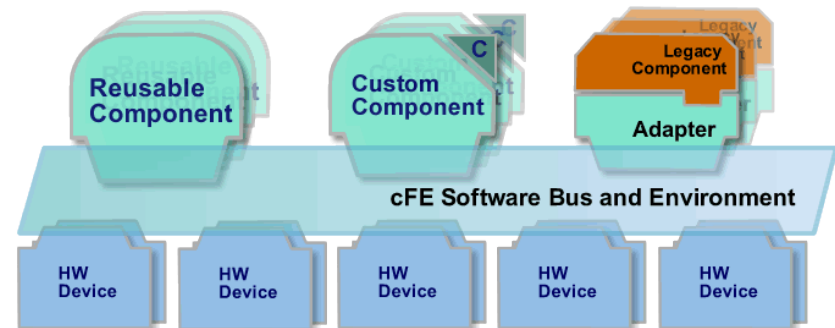 Reusable
Component
C
C
Custom
Component
Legacy
Component
Adapter
cFE Software Bus and Environment
HW
Device
HW
Device
HW
Device
HW
Device
HW
Device